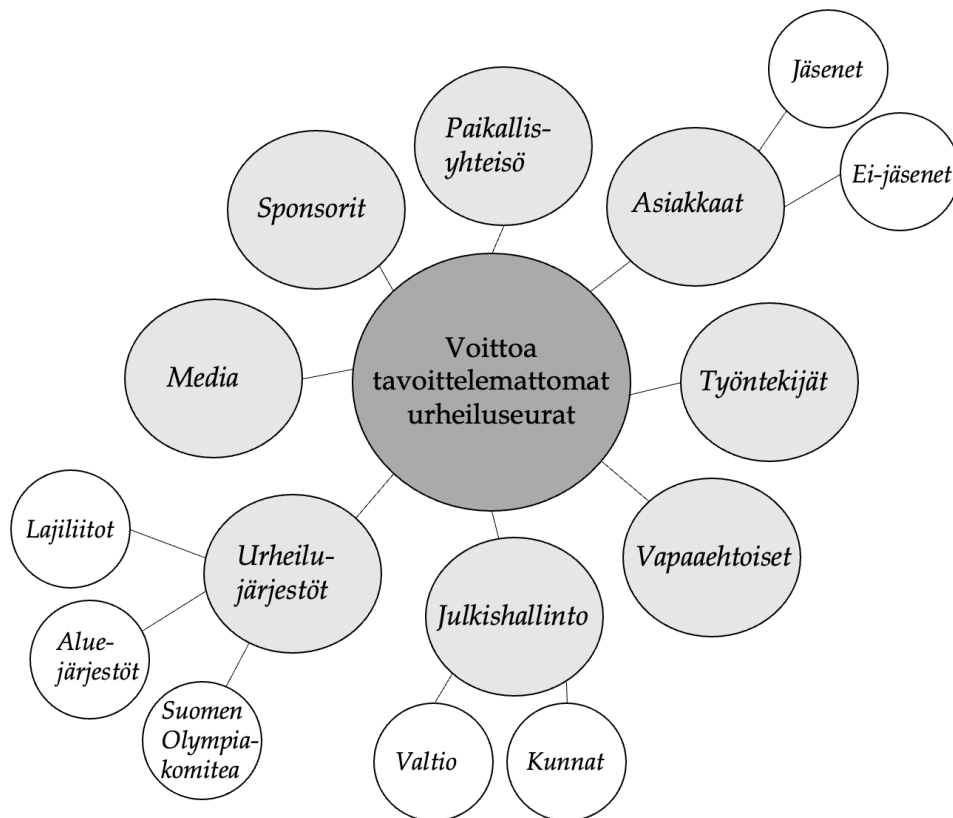 Jäsenet
Paikallis-
yhteisö
Ei-jäsenet
Sponsorit
Asiakkaat
Voittoa
tavoittelemattomat
urheiluseurat
Media
Työntekijät
Lajiliitot
Urheilu-
järjestöt
Vapaaehtoiset
Julkishallinto
Alue-
järjestöt
Suomen
Olympia-
komitea
Valtio
Kunnat